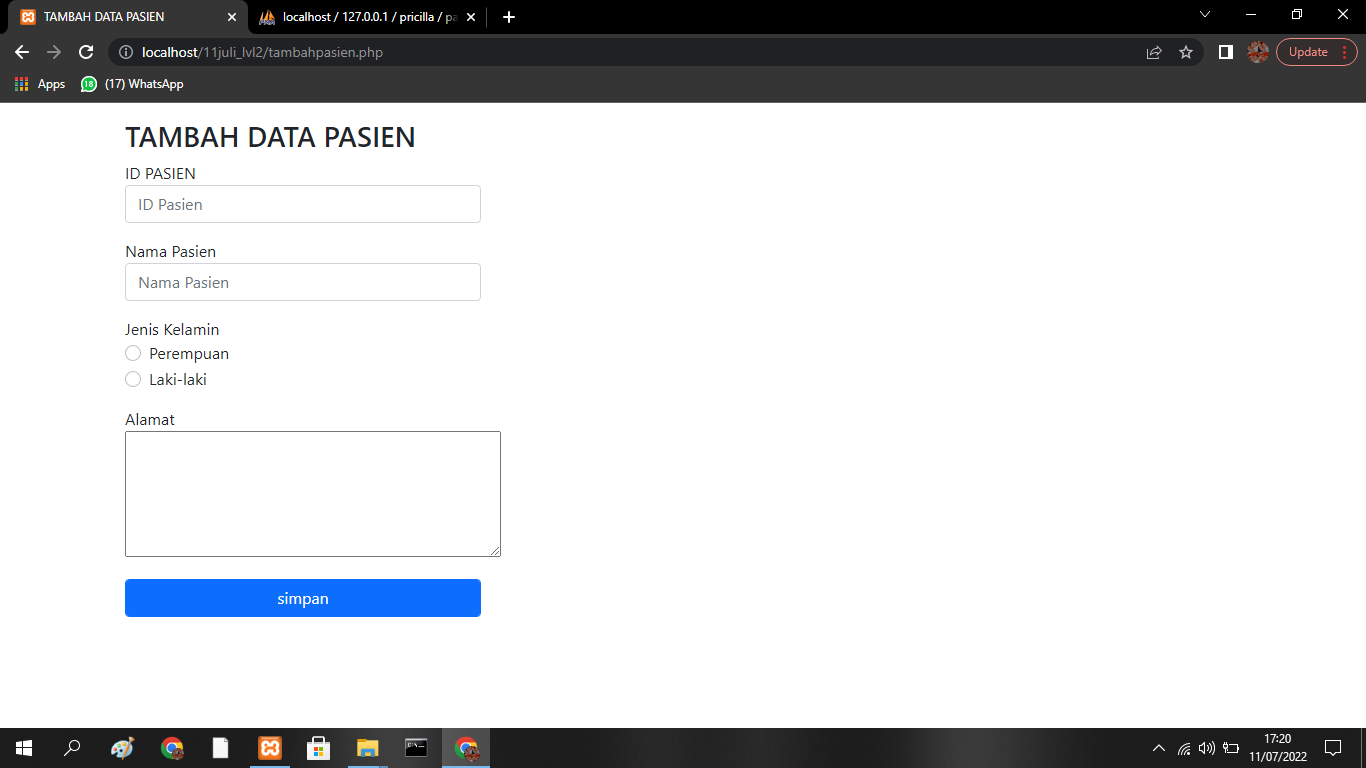 TAMBAH DATA PASIEN
localhost / 127.0.0.1 / pricilla / pa
localhost/11juli_lvl2/tambahpasien.php
Update
Apps
18
(17) WhatsApp
TAMBAH DATA PASIEN
ID PASIEN
ID Pasien
Nama Pasien
Nama Pasien
Jenis Kelamin
Perempuan
Laki-laki
Alamat
simpan
17:20
11/07/2022